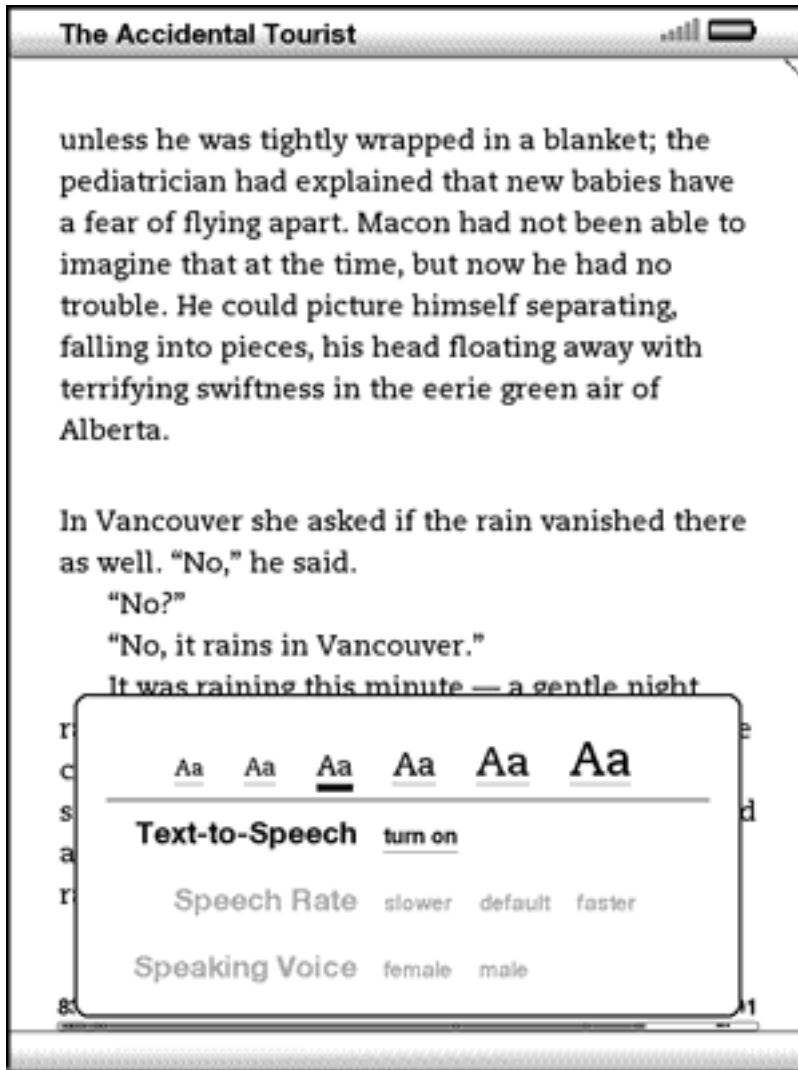 The Accidental Tourist
unless he was tightly wrapped in a blanket; the
pediatrician had explained that new babies have
a fear of flying apart. Macon had not been able to
imagine that at the time, but now he had no
trouble. He could picture himself separating,
falling into pieces, his head floating away with
terrifying swiftness in the eerie green air of
Alberta.
In Vancouver she asked if the rain vanished there
as well. “No,” he said.
“No?”
“No, it rains in Vancouver.”
It was raining this minute — a gentle night
Aa Aa Aa Aa Aa Aa
Text-to-Speech turn on
Speech Rate slower default faster
Speaking Voice female male